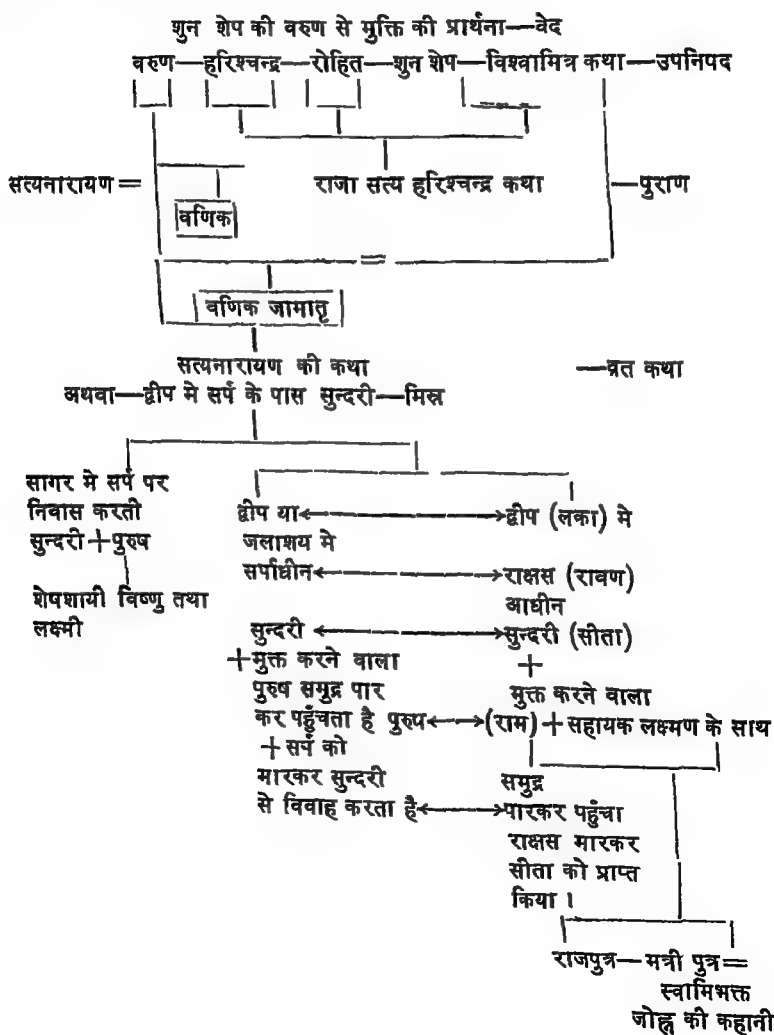 शुन शेप की वरुण से मुक्ति की प्रार्थना—वेद
वरुण—हरिश्चन्द्र—रोहित—शुन शेप—विश्वामित्र कथा—उपनिपद
सत्यनारायण= राजा सत्य हरिश्चन्द्र कथा —पुराण
वणिक
=
वणिक जामातृ
सत्यनारायण की कथा —व्रत कथा
अथवा—द्वीप मे सर्प के पास सुन्दरी—मिस्र
सागर मे सर्प पर
निवास करती
सुन्दरी+पुरुष
शेपशायी विष्णु तथा
लक्ष्मी
द्वीप या ←→ द्वीप (लका) मे
जलाशय मे
सर्पाधीन ←→ राक्षस (रावण)
आधीन
सुन्दरी ←→ सुन्दरी (सीता)
+मुक्त करने वाला +
पुरुष समुद्र पार मुक्त करने वाला
कर पहुँचता है पुरुष ←→ (राम) + सहायक लक्ष्मण के साथ
+सर्प को
मारकर सुन्दरी समुद्र
से विवाह करता है ←→ पारकर पहुँचा
राक्षस मारकर
सीता को प्राप्त
किया ।
राजपुत्र—मत्री पुत्र=
स्वामिभक्त
जोह्न की कहानी